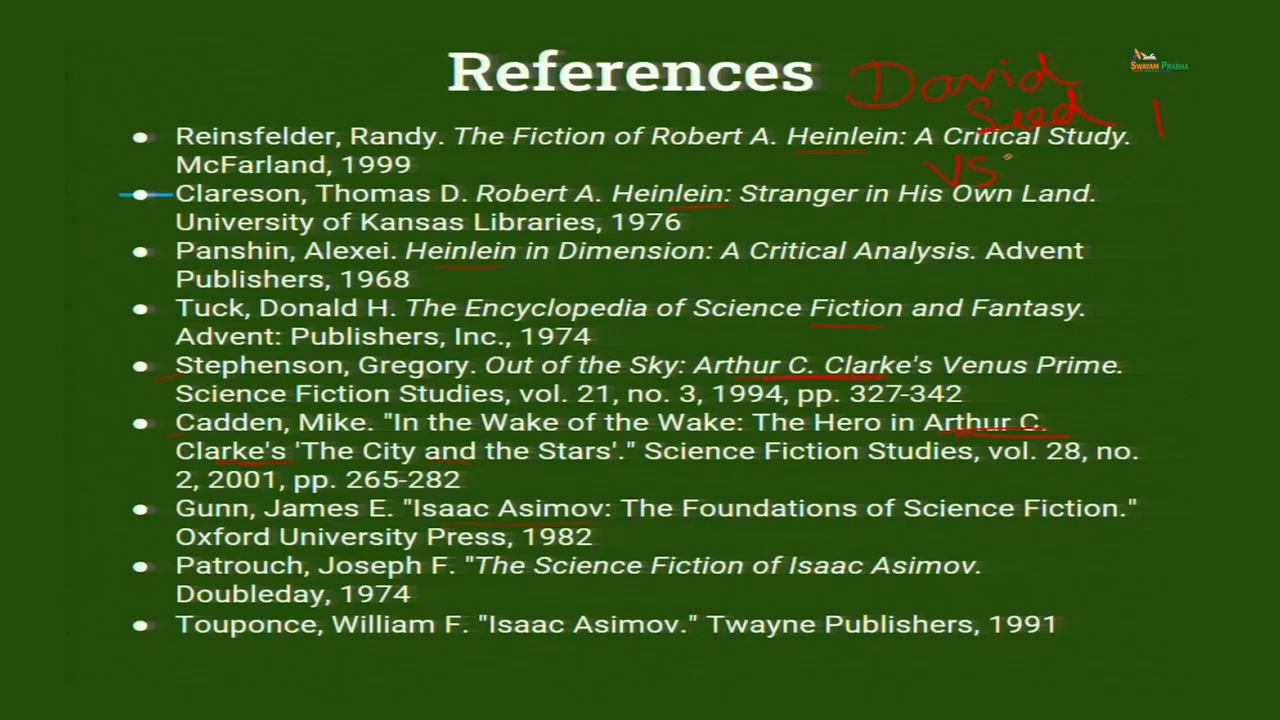 References
David
Seed
VS
SWAYAM PRABHA
● Reinsfelder, Randy. The Fiction of Robert A. Heinlein: A Critical Study.
McFarland, 1999
● Clareson, Thomas D. Robert A. Heinlein: Stranger in His Own Land.
University of Kansas Libraries, 1976
● Panshin, Alexei. Heinlein in Dimension: A Critical Analysis. Advent
Publishers, 1968
● Tuck, Donald H. The Encyclopedia of Science Fiction and Fantasy.
Advent: Publishers, Inc., 1974
● Stephenson, Gregory. Out of the Sky: Arthur C. Clarke's Venus Prime.
Science Fiction Studies, vol. 21, no. 3, 1994, pp. 327-342
● Cadden, Mike. "In the Wake of the Wake: The Hero in Arthur C.
Clarke's 'The City and the Stars'." Science Fiction Studies, vol. 28, no.
2, 2001, pp. 265-282
● Gunn, James E. "Isaac Asimov: The Foundations of Science Fiction."
Oxford University Press, 1982
● Patrouch, Joseph F. "The Science Fiction of Isaac Asimov.
Doubleday, 1974
● Touponce, William F. "Isaac Asimov." Twayne Publishers, 1991